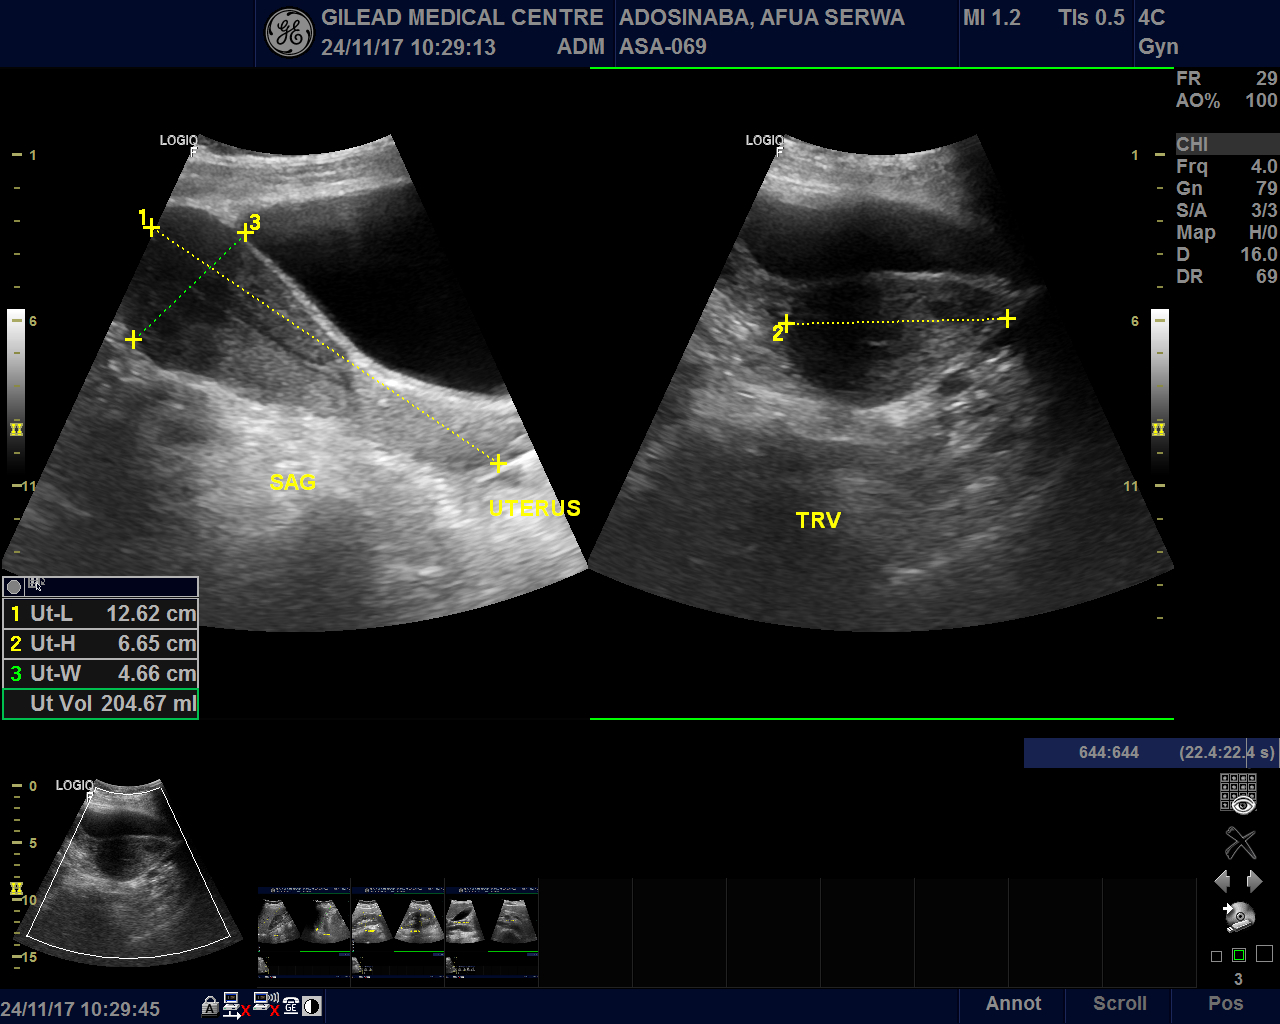 GILEAD MEDICAL CENTRE
24/11/17 10:29:13 ADM
ADOSINABA, AFUA SERWA
ASA-069
MI 1.2 TIs 0.5
4C
Gyn
FR 29
AO% 100
CHI
Frq 4.0
Gn 79
S/A 3/3
Map H/0
D 16.0
DR 69
LOGIQ
F
LOGIQ
F
1
6
11
1
6
11
1
3
2
SAG
UTERUS
TRV
1 Ut-L 12.62 cm
2 Ut-H 6.65 cm
3 Ut-W 4.66 cm
Ut Vol 204.67 ml
644:644 (22.4:22.4 s)
LOGIQ
F
0
5
10
15
3
24/11/17 10:29:45
Annot
Scroll
Pos